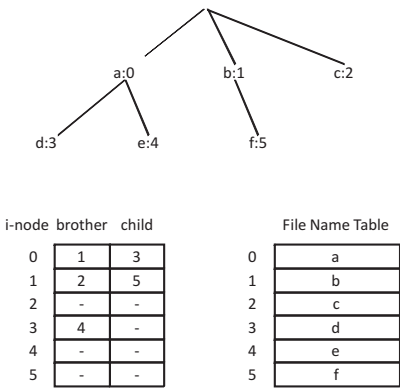 a:0 b:1 c:2
d:3 e:4 f:5
i-node brother child
0 1 3
1 2 5
2 - -
3 4 -
4 - -
5 - -
File Name Table
0 a
1 b
2 c
3 d
4 e
5 f